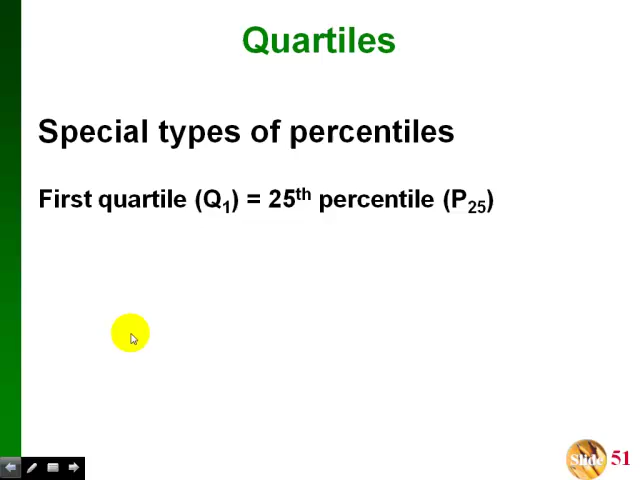 Quartiles
Special types of percentiles
First quartile (Q₁) = 25ᵗʰ percentile (P₂₅)
Slide 51